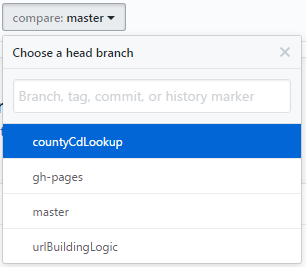 compare: master
Choose a head branch
Branch, tag, commit, or history marker
countyCdLookup
gh-pages
master
urlBuildingLogic